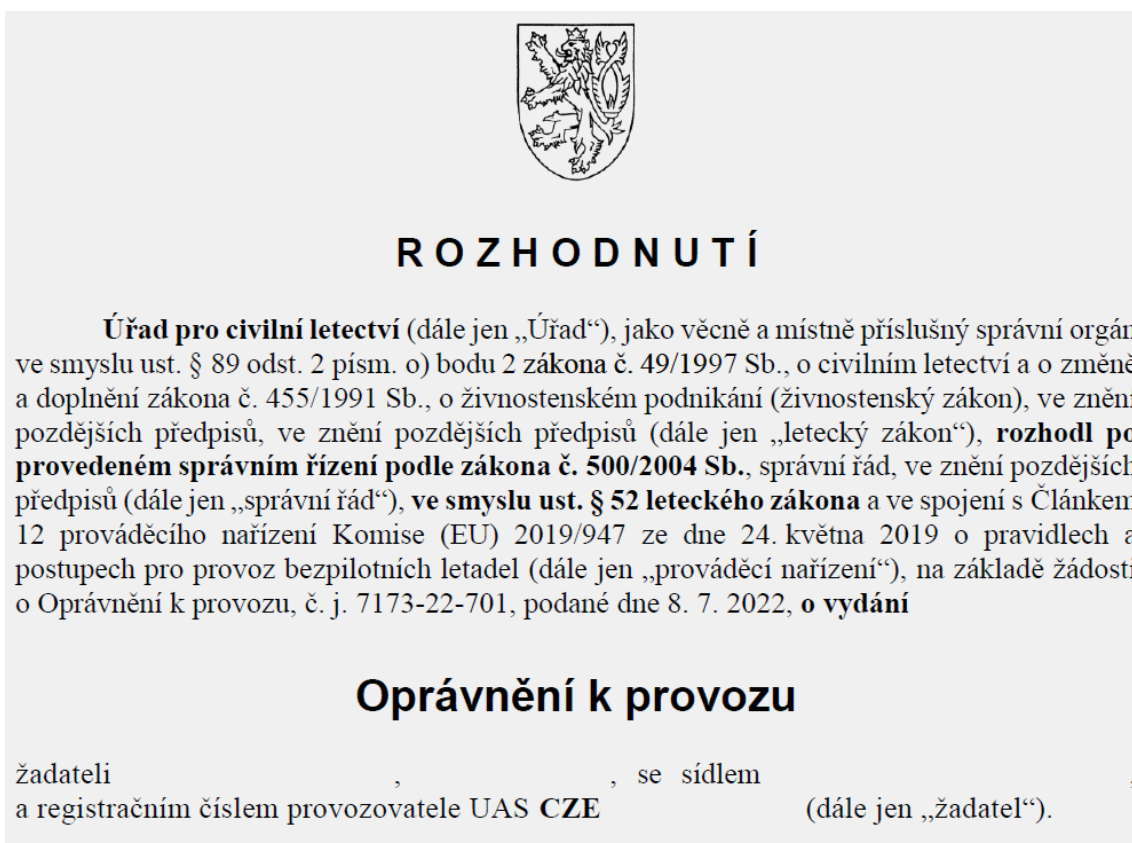 R O Z H O D N U T Í
Úřad pro civilní letectví (dále jen „Úřad“), jako věcně a místně příslušný správní orgán
ve smyslu ust. § 89 odst. 2 písm. o) bodu 2 zákona č. 49/1997 Sb., o civilním letectví a o změně
a doplnění zákona č. 455/1991 Sb., o živnostenském podnikání (živnostenský zákon), ve znění
pozdějších předpisů, ve znění pozdějších předpisů (dále jen „letecký zákon“), rozhodl po
provedeném správním řízení podle zákona č. 500/2004 Sb., správní řád, ve znění pozdějších
předpisů (dále jen „správní řád“), ve smyslu ust. § 52 leteckého zákona a ve spojení s Článkem
12 prováděcího nařízení Komise (EU) 2019/947 ze dne 24. května 2019 o pravidlech a
postupech pro provoz bezpilotních letadel (dále jen „prováděcí nařízení“), na základě žádosti
o Oprávnění k provozu, č. j. 7173-22-701, podané dne 8. 7. 2022, o vydání
Oprávnění k provozu
žadateli , , se sídlem ,
a registračním číslem provozovatele UAS CZE (dále jen „žadatel“).